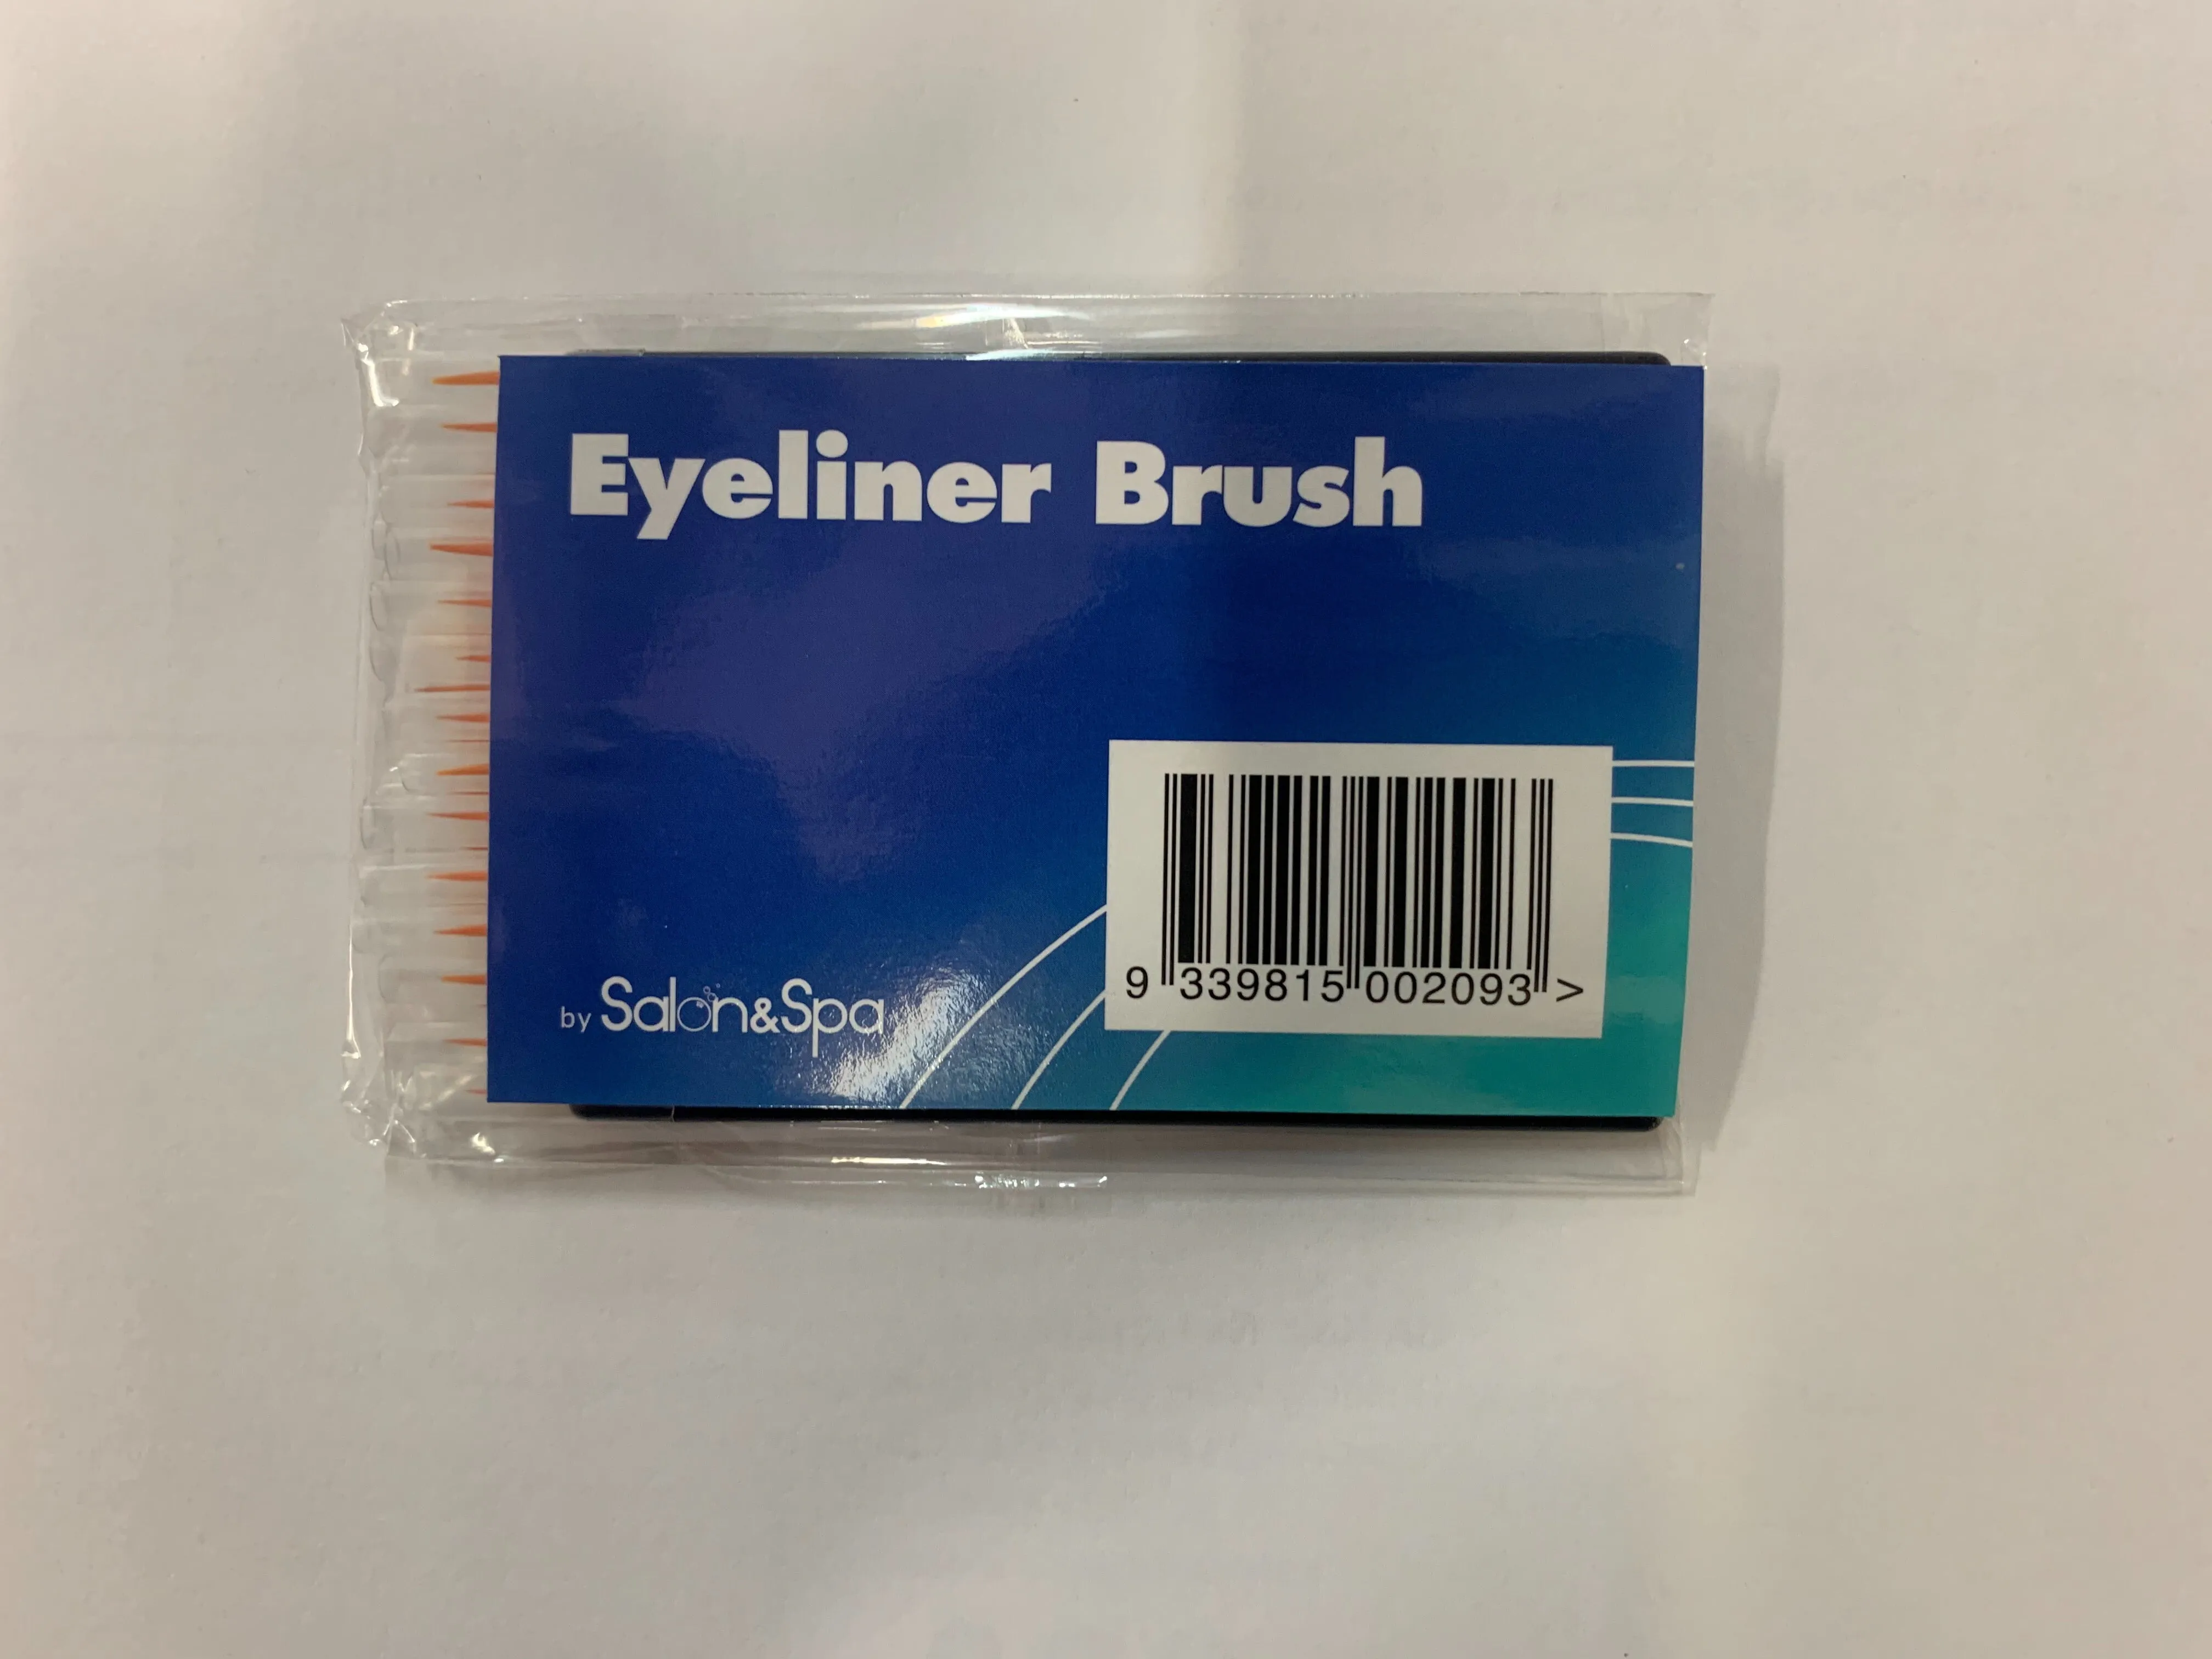 Eyeliner Brush
by Salon&Spa
9 339815 002093 >